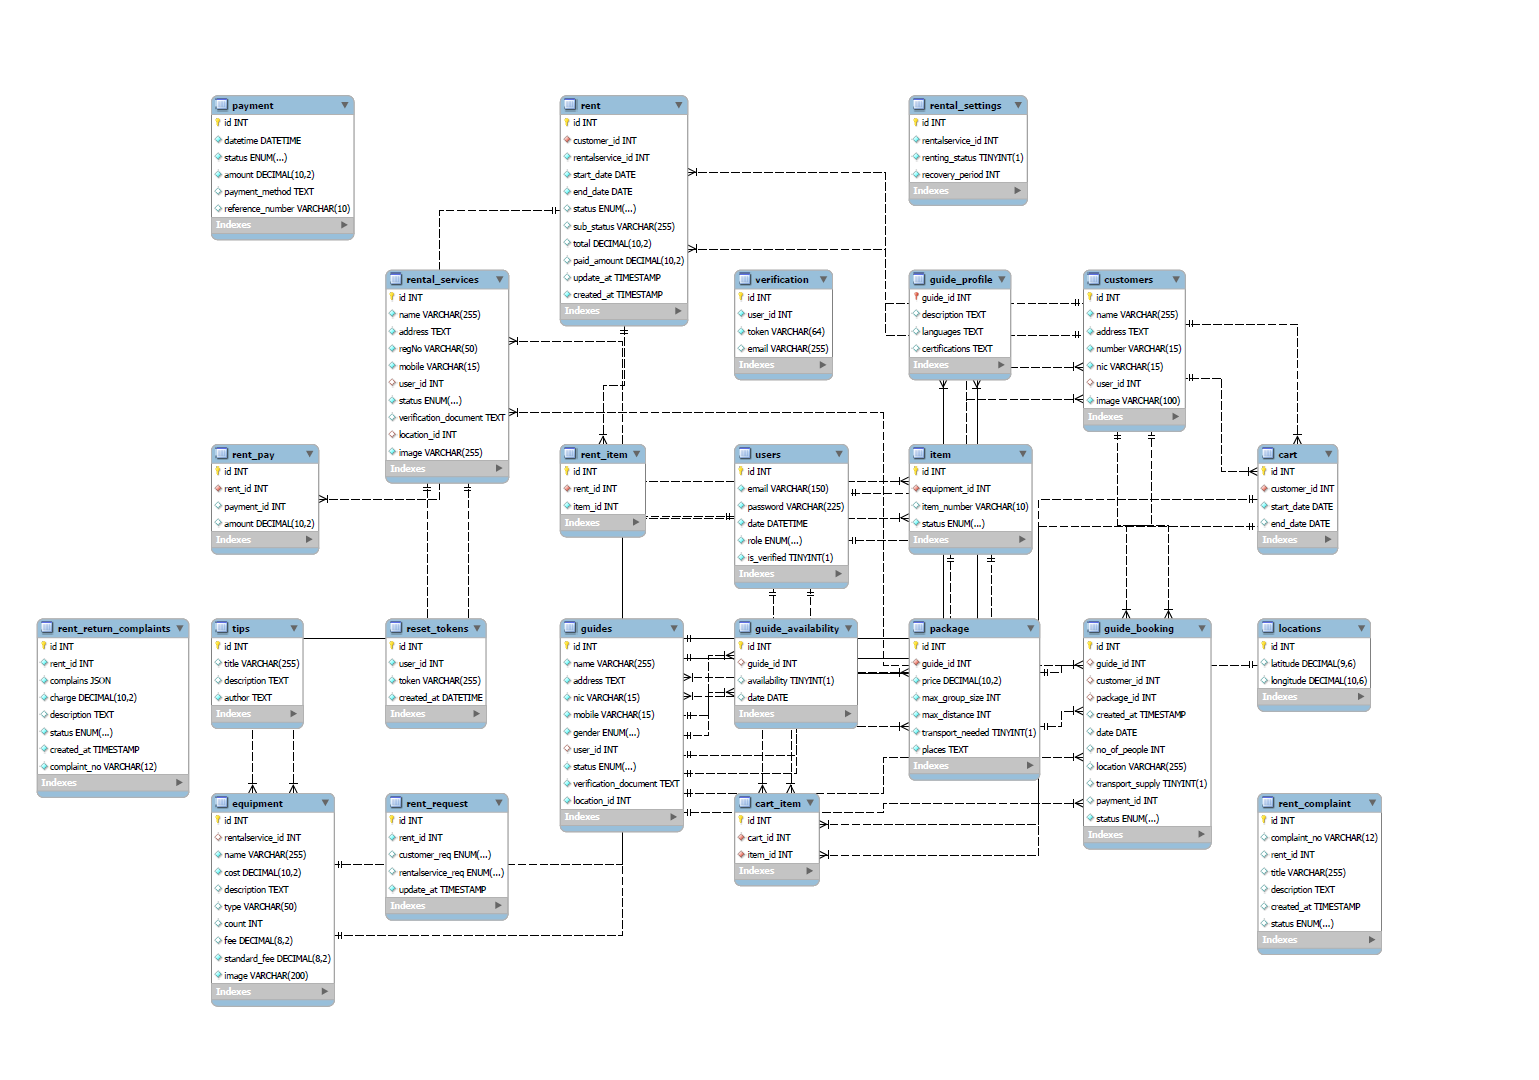 payment
id INT
datetime DATETIME
status ENUM(...)
amount DECIMAL(10,2)
payment_method TEXT
reference_number VARCHAR(10)
Indexes
rent
id INT
customer_id INT
rentalservice_id INT
start_date DATE
end_date DATE
status ENUM(...)
sub_status VARCHAR(255)
total DECIMAL(10,2)
paid_amount DECIMAL(10,2)
update_at TIMESTAMP
created_at TIMESTAMP
Indexes
rental_settings
id INT
rentalservice_id INT
renting_status TINYINT(1)
recovery_period INT
Indexes
rental_services
id INT
name VARCHAR(255)
address TEXT
regNo VARCHAR(50)
mobile VARCHAR(15)
user_id INT
status ENUM(...)
verification_document TEXT
location_id INT
image VARCHAR(255)
Indexes
verification
id INT
user_id INT
token VARCHAR(64)
email VARCHAR(255)
Indexes
guide_profile
guide_id INT
description TEXT
languages TEXT
certifications TEXT
Indexes
customers
id INT
name VARCHAR(255)
address TEXT
number VARCHAR(15)
nic VARCHAR(15)
user_id INT
image VARCHAR(100)
Indexes
rent_pay
id INT
rent_id INT
payment_id INT
amount DECIMAL(10,2)
Indexes
rent_item
id INT
rent_id INT
item_id INT
Indexes
users
id INT
email VARCHAR(150)
password VARCHAR(225)
date DATETIME
role ENUM(...)
is_verified TINYINT(1)
Indexes
item
id INT
equipment_id INT
item_number VARCHAR(10)
status ENUM(...)
Indexes
cart
id INT
customer_id INT
start_date DATE
end_date DATE
Indexes
rent_return_complaints
id INT
rent_id INT
complains JSON
charge DECIMAL(10,2)
description TEXT
status ENUM(...)
created_at TIMESTAMP
complaint_no VARCHAR(12)
Indexes
tips
id INT
title VARCHAR(255)
description TEXT
author TEXT
Indexes
reset_tokens
id INT
user_id INT
token VARCHAR(255)
created_at DATETIME
Indexes
guides
id INT
name VARCHAR(255)
address TEXT
nic VARCHAR(15)
mobile VARCHAR(15)
gender ENUM(...)
user_id INT
status ENUM(...)
verification_document TEXT
location_id INT
Indexes
guide_availability
id INT
guide_id INT
availability TINYINT(1)
date DATE
Indexes
package
id INT
guide_id INT
price DECIMAL(10,2)
max_group_size INT
max_distance INT
transport_needed TINYINT(1)
places TEXT
Indexes
guide_booking
id INT
guide_id INT
customer_id INT
package_id INT
created_at TIMESTAMP
date DATE
no_of_people INT
location VARCHAR(255)
transport_supply TINYINT(1)
payment_id INT
status ENUM(...)
Indexes
locations
id INT
latitude DECIMAL(9,6)
longitude DECIMAL(10,6)
Indexes
equipment
id INT
rentalservice_id INT
name VARCHAR(255)
cost DECIMAL(10,2)
description TEXT
type VARCHAR(50)
count INT
fee DECIMAL(8,2)
standard_fee DECIMAL(8,2)
image VARCHAR(200)
Indexes
rent_request
id INT
rent_id INT
customer_req ENUM(...)
rentalservice_req ENUM(...)
update_at TIMESTAMP
Indexes
cart_item
id INT
cart_id INT
item_id INT
Indexes
rent_complaint
id INT
complaint_no VARCHAR(12)
rent_id INT
title VARCHAR(255)
description TEXT
created_at TIMESTAMP
status ENUM(...)
Indexes